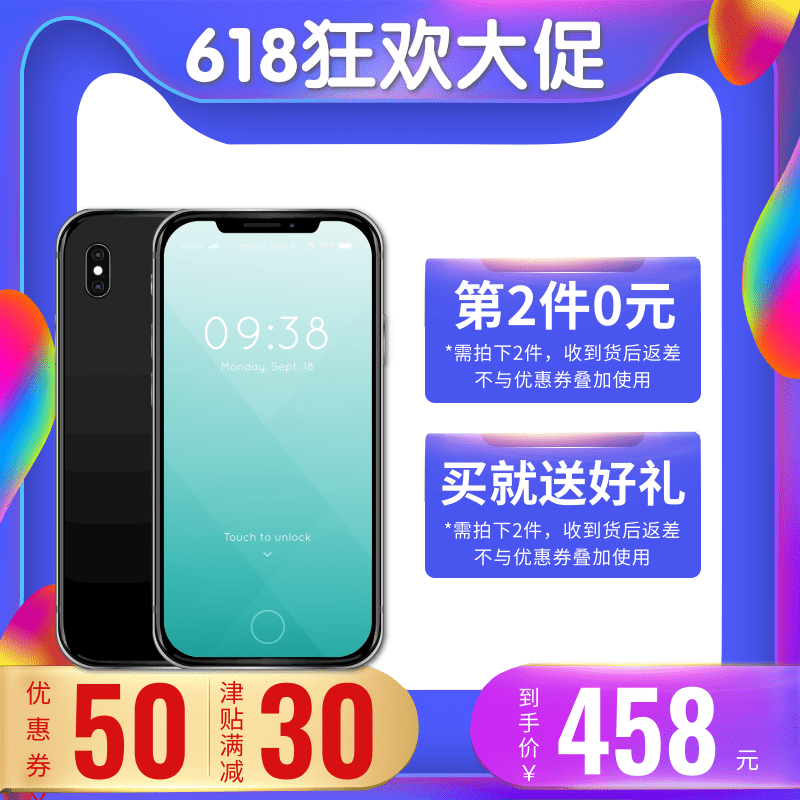 618狂欢大促
09:38
Monday, Sept. 18
Touch to unlock
第2件0元
*需拍下2件，收到货后返差
不与优惠券叠加使用
买就送好礼
*需拍下2件，收到货后返差
不与优惠券叠加使用
优惠券
50
津贴满减
30
到手价¥
458
元